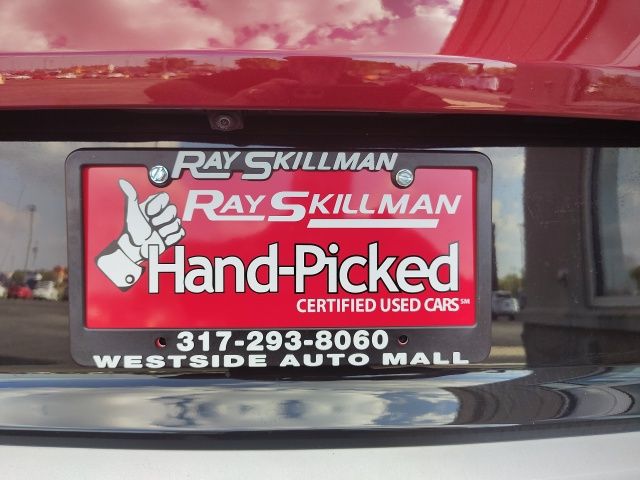 RAY SKILLMAN
RAY SKILLMAN
Hand-Picked
CERTIFIED USED CARS℠
317-293-8060
WESTSIDE AUTO MALL